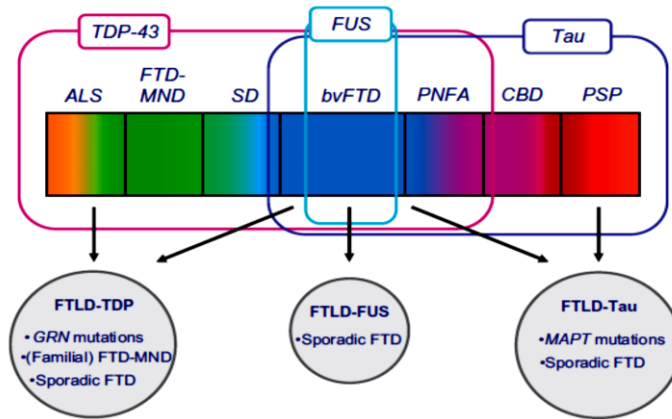 TDP-43
FUS
Tau
ALS
FTD-
MND
SD
bvFTD
PNFA
CBD
PSP
FTLD-TDP
•GRN mutations
•(Familial) FTD-MND
•Sporadic FTD
FTLD-FUS
•Sporadic FTD
FTLD-Tau
•MAPT mutations
•Sporadic FTD